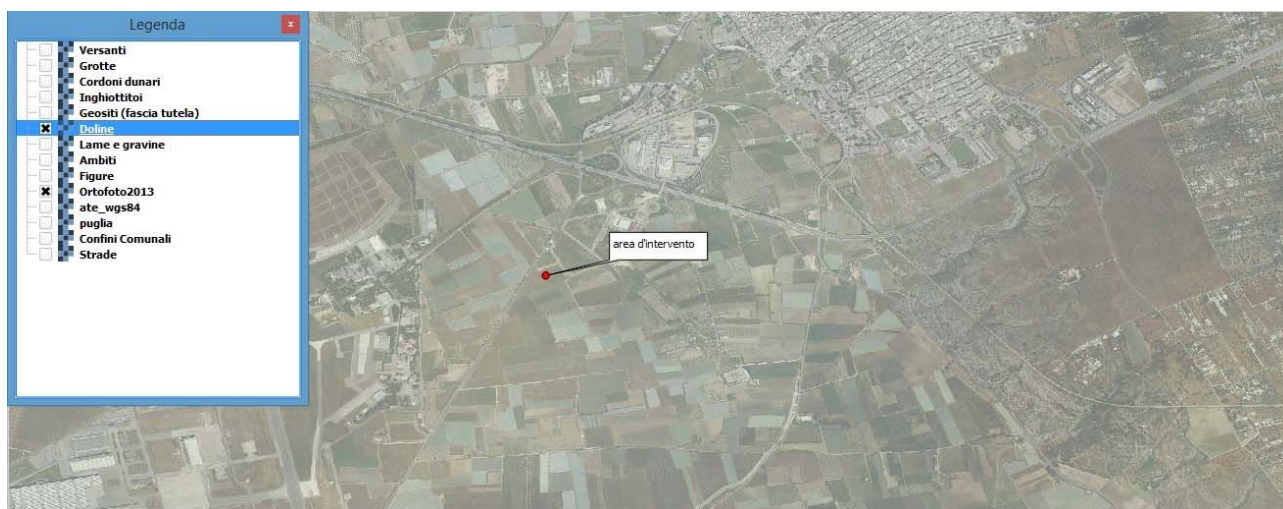 Legenda
x
Versanti
Grotte
Cordoni dunari
Inghiottitoi
Geositi (fascia tutela)
Doline
Lame e gravine
Ambiti
Figure
Ortofoto2013
ate_wgs84
puglia
Confini Comunali
Strade
area d'intervento